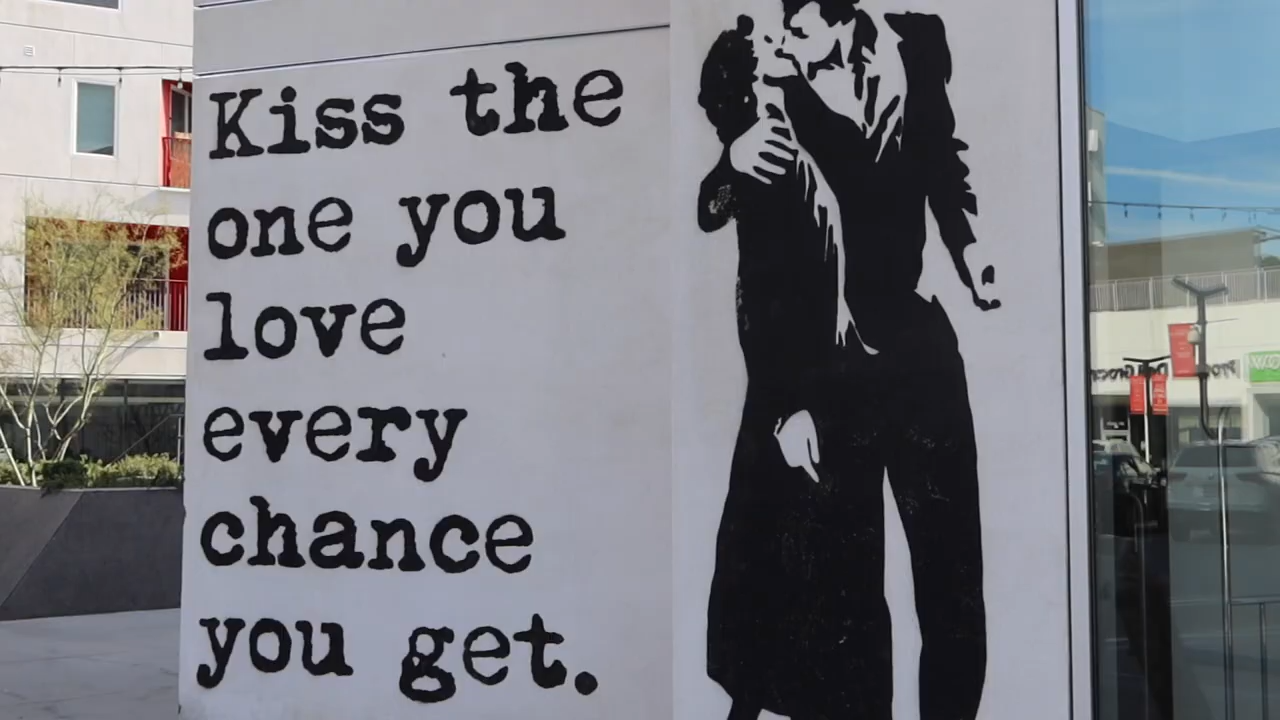 Kiss the
one you
love
every
chance
you get.